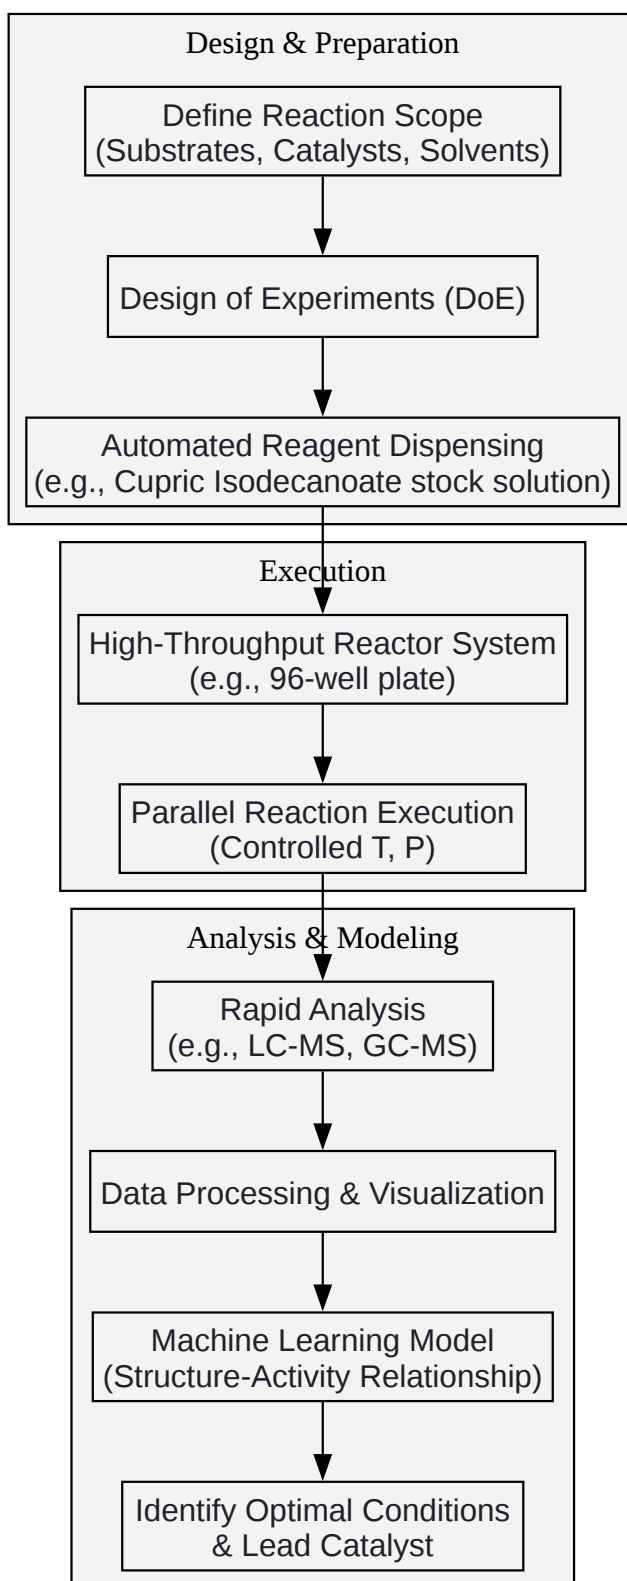 Design & Preparation
Define Reaction Scope
(Substrates, Catalysts, Solvents)
Design of Experiments (DoE)
Automated Reagent Dispensing
(e.g., Cupric Isodecanoate stock solution)
Execution
High-Throughput Reactor System
(e.g., 96-well plate)
Parallel Reaction Execution
(Controlled T, P)
Analysis & Modeling
Rapid Analysis
(e.g., LC-MS, GC-MS)
Data Processing & Visualization
Machine Learning Model
(Structure-Activity Relationship)
Identify Optimal Conditions
& Lead Catalyst